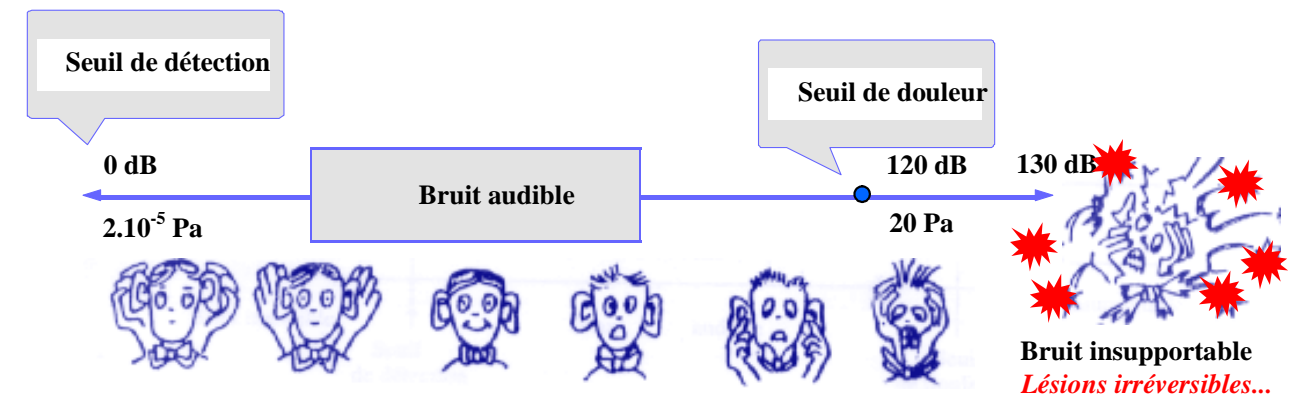 Seuil de détection
Seuil de douleur
0 dB
120 dB
130 dB
Bruit audible
2.10⁻⁵ Pa
20 Pa
Bruit insupportable
Lésions irréversibles...